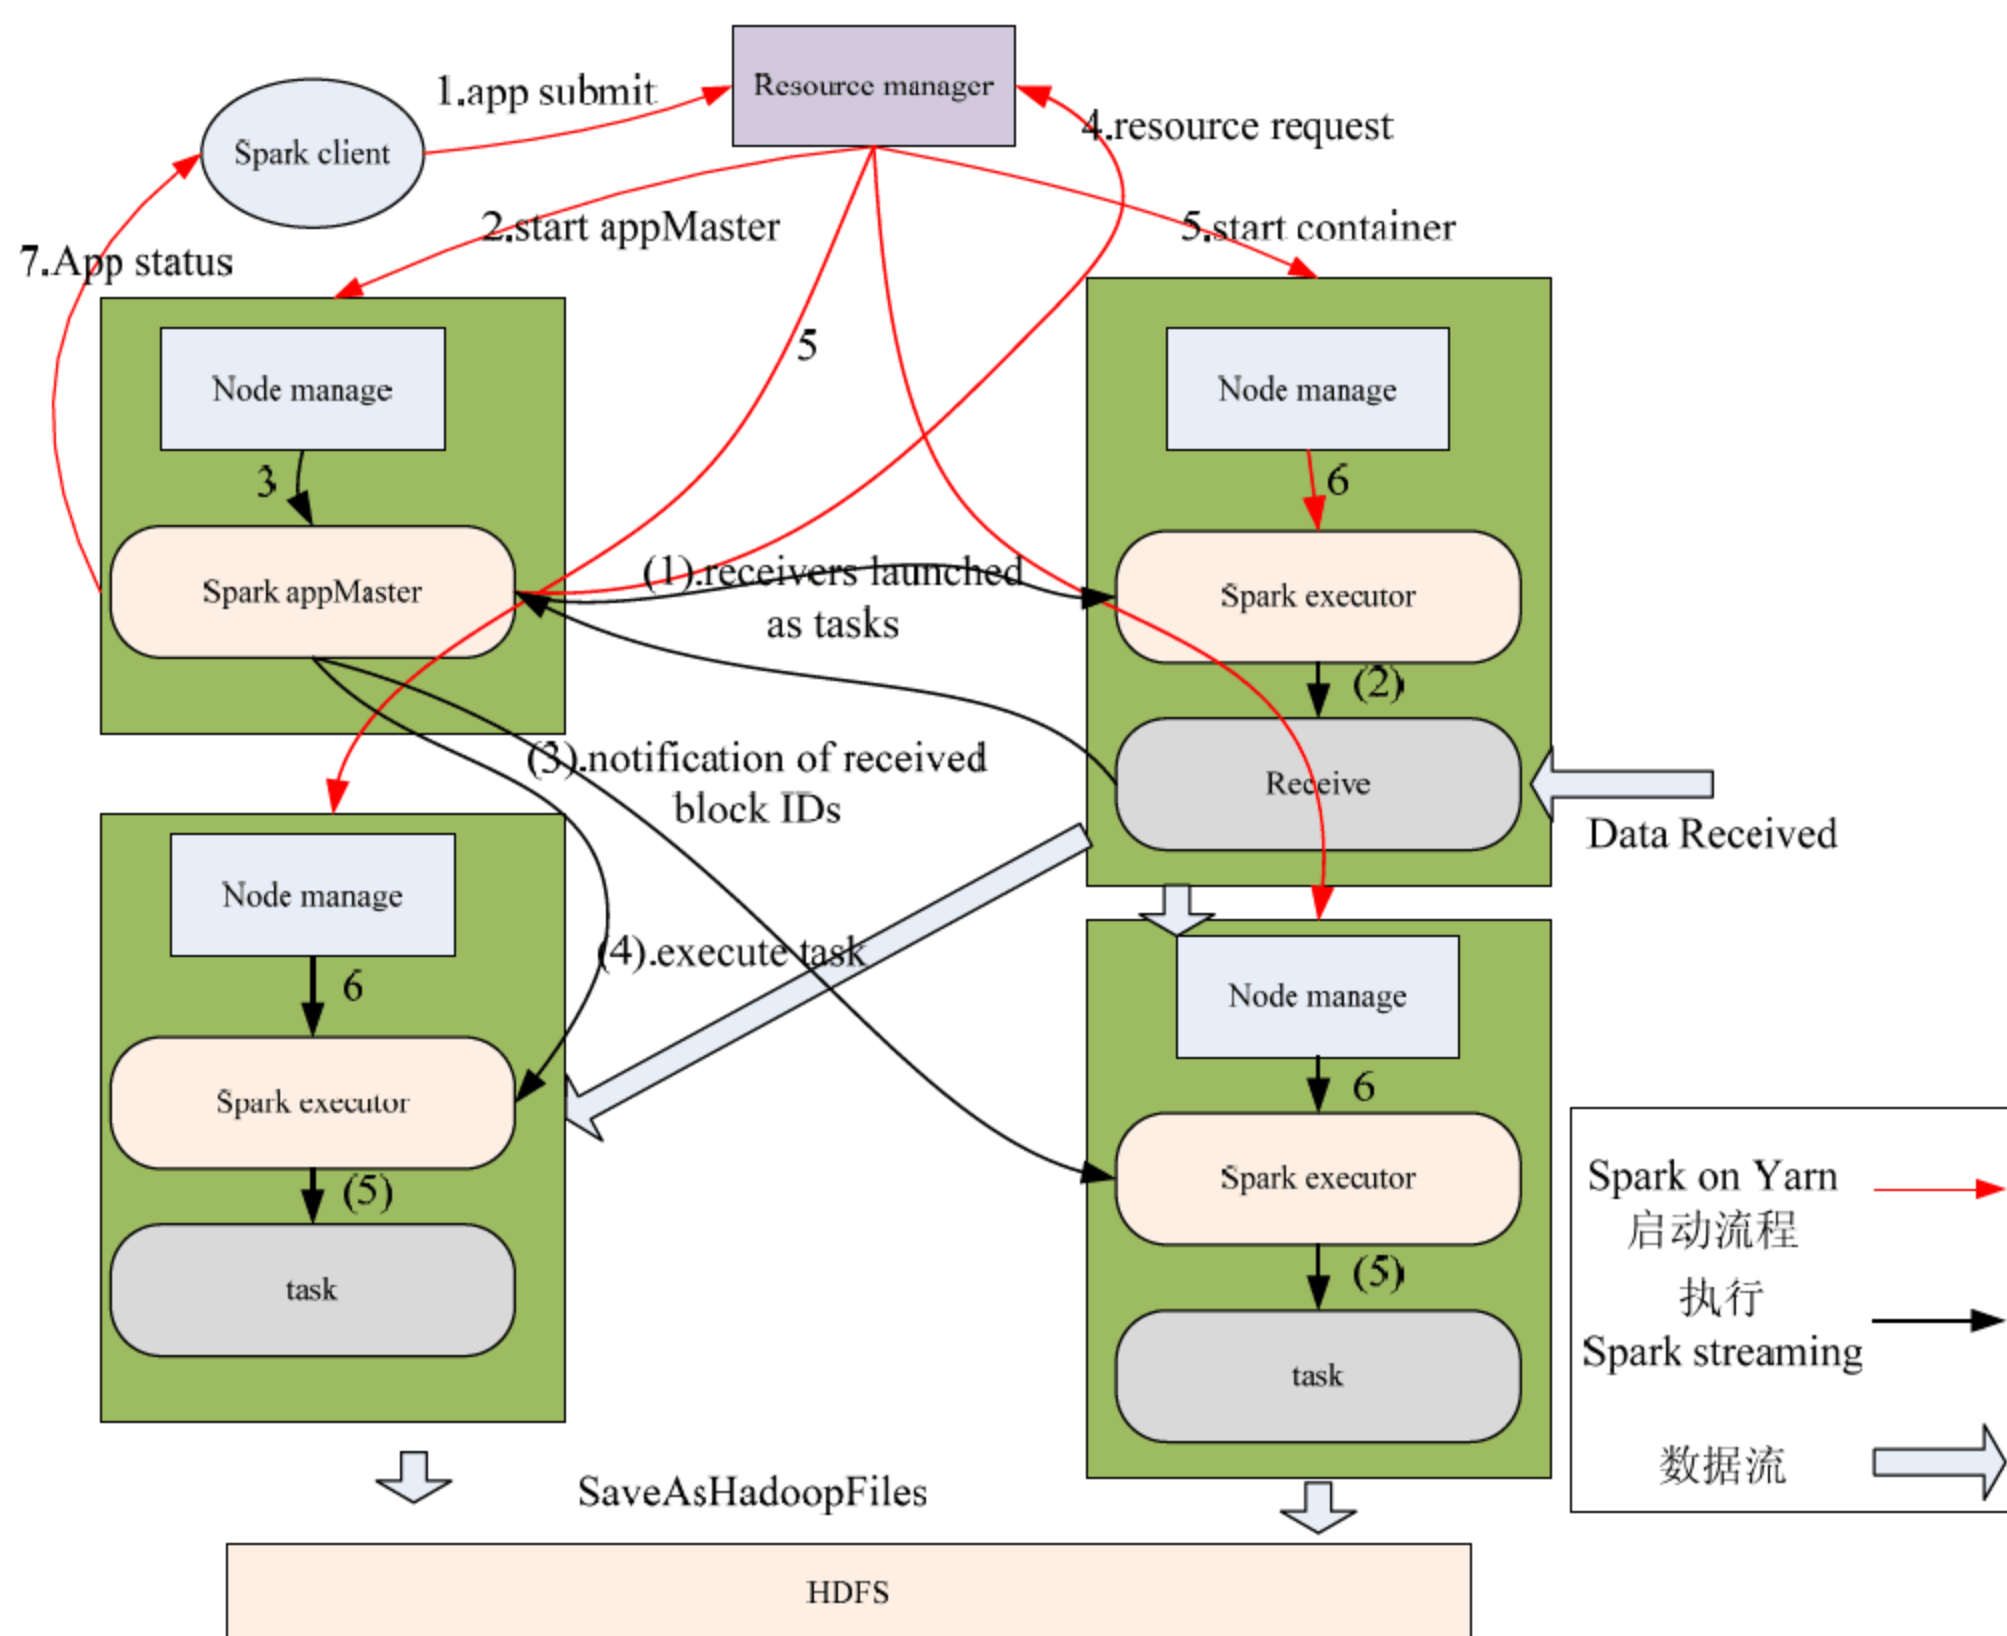 Resource manager
1.app submit
Spark client
4.resource request
2.start appMaster
5.start container
7.App status
5
Node manage
Node manage
3
6
Spark appMaster
(1).receivers launched
as tasks
Spark executor
(2)
(3).notification of received
block IDs
Receive
Data Received
Node manage
(4).execute task
6
Node manage
6
Spark executor
Spark executor
(5)
(5)
task
task
Spark on Yarn
启动流程
执行
Spark streaming
数据流
SaveAsHadoopFiles
HDFS